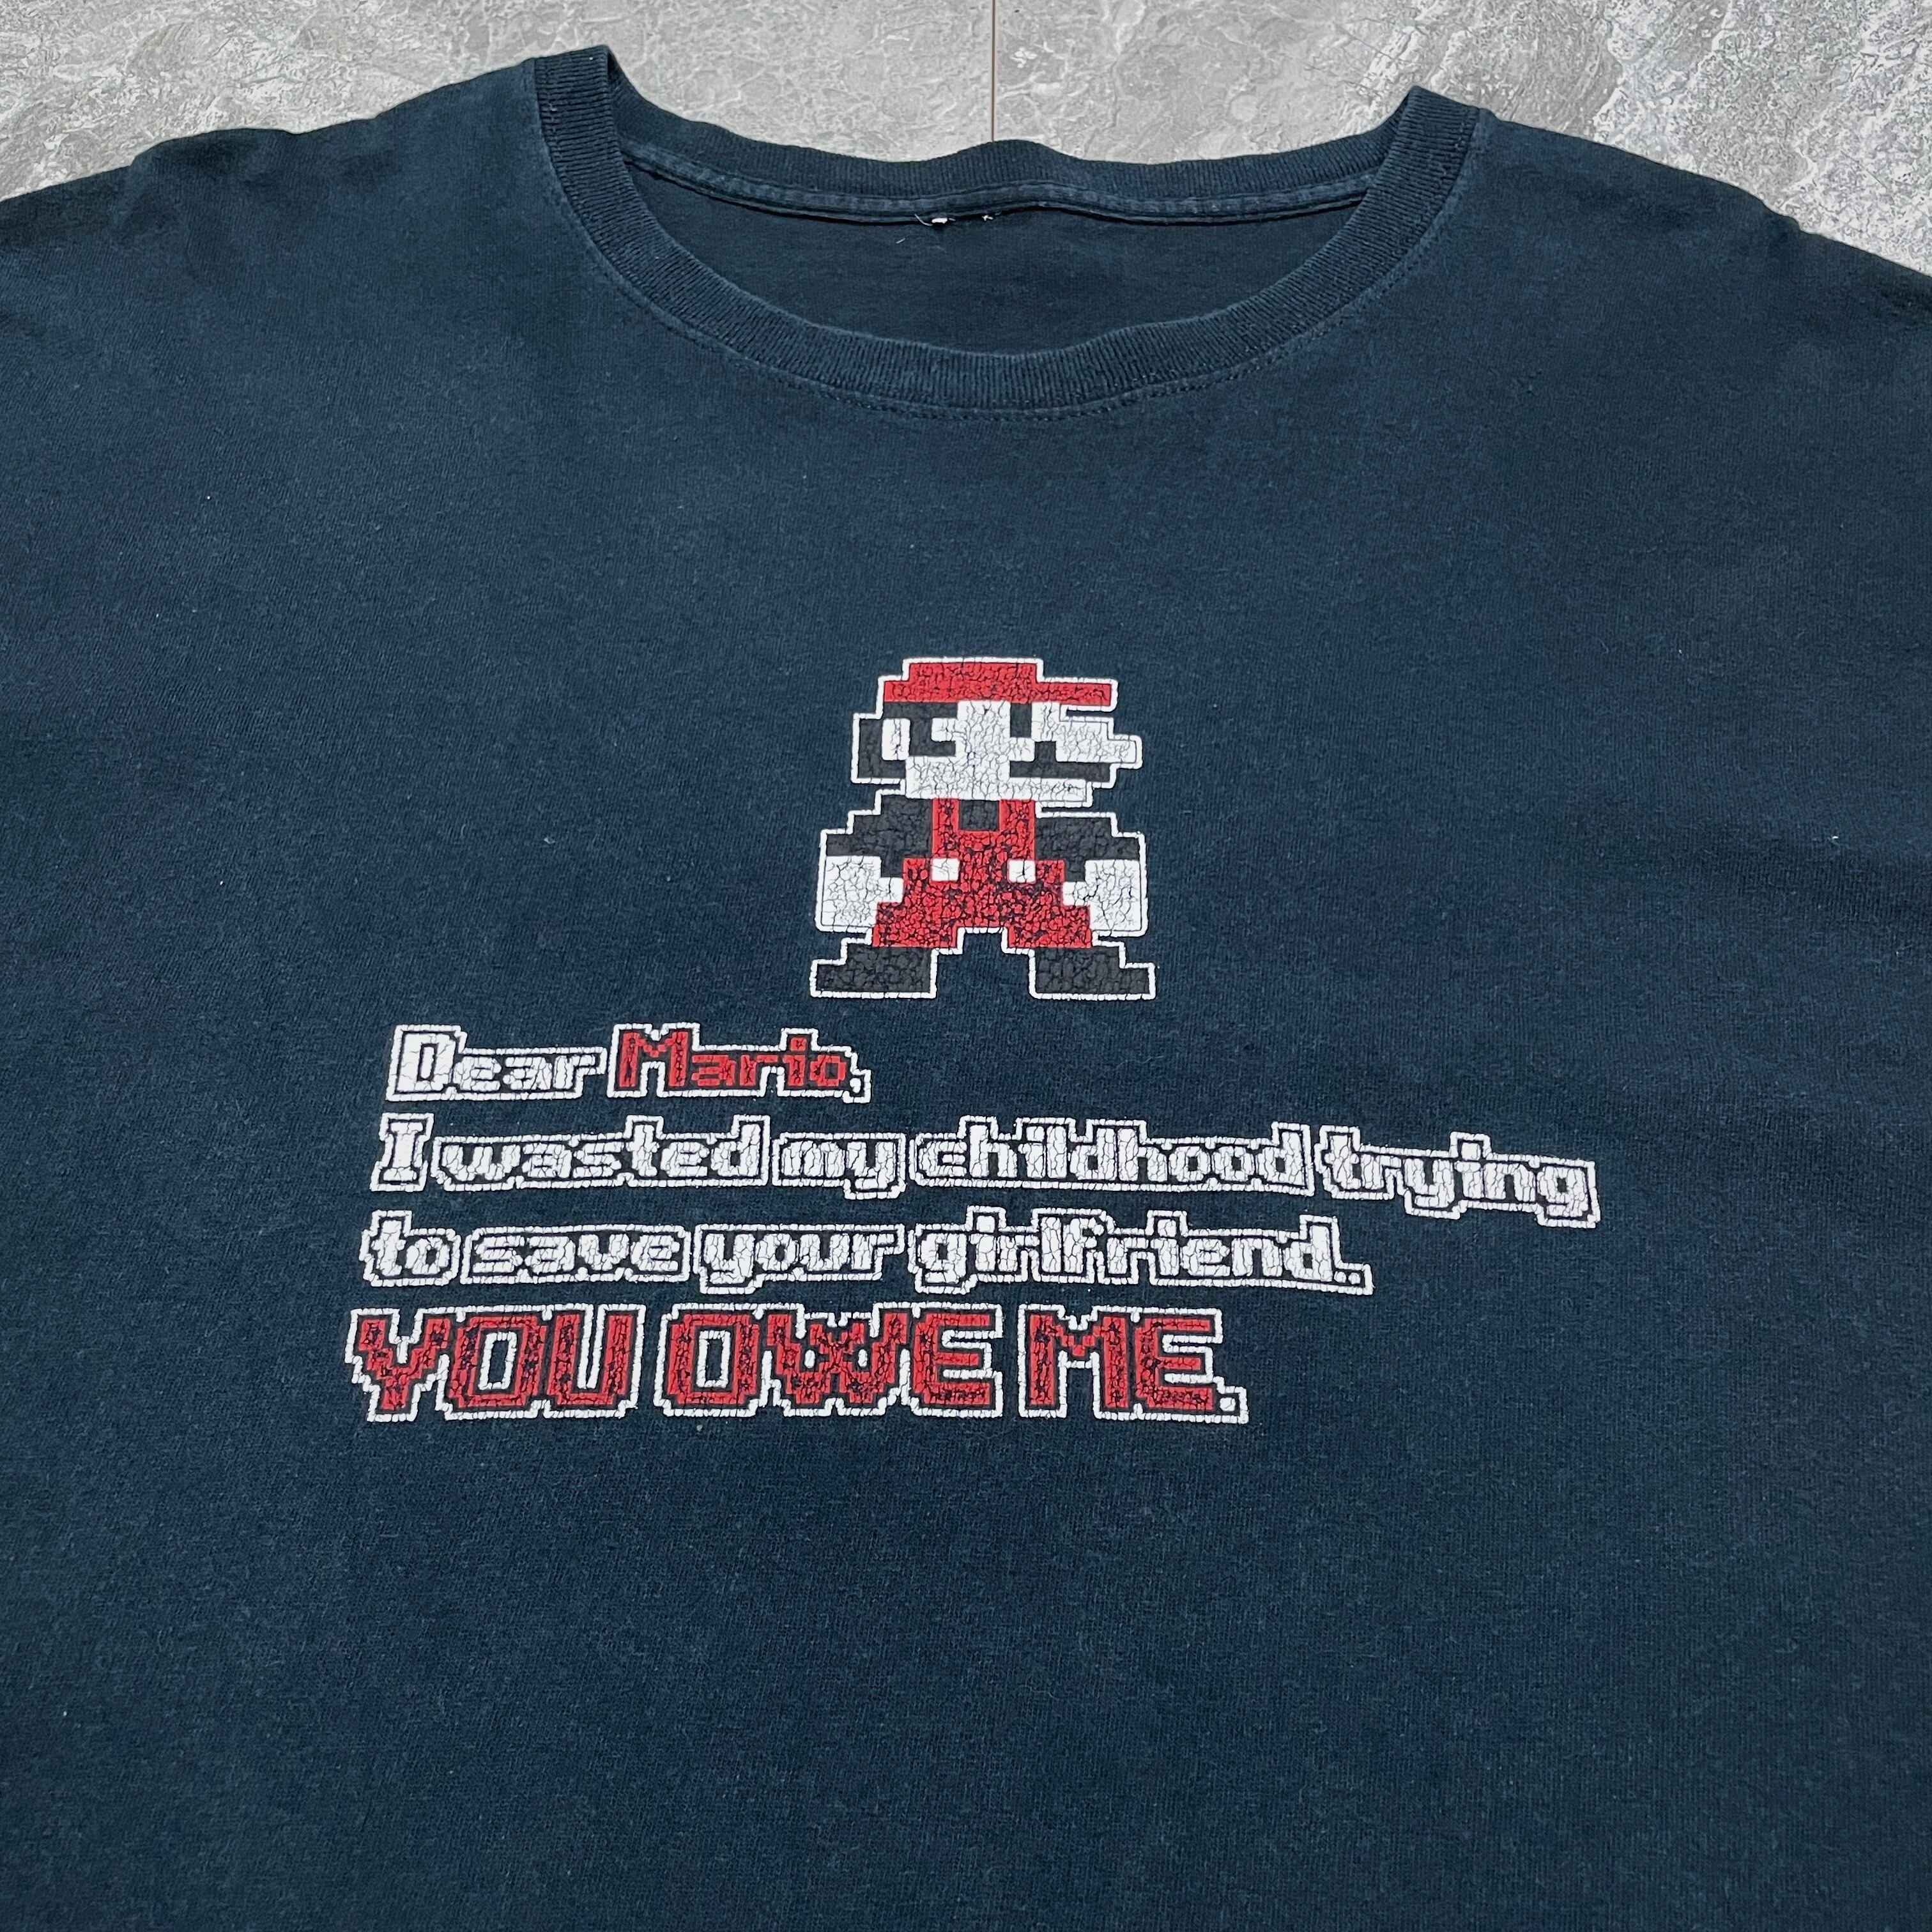 Dear Mario,
I wasted my childhood trying
to save your girlfriend..
YOU OWE ME.